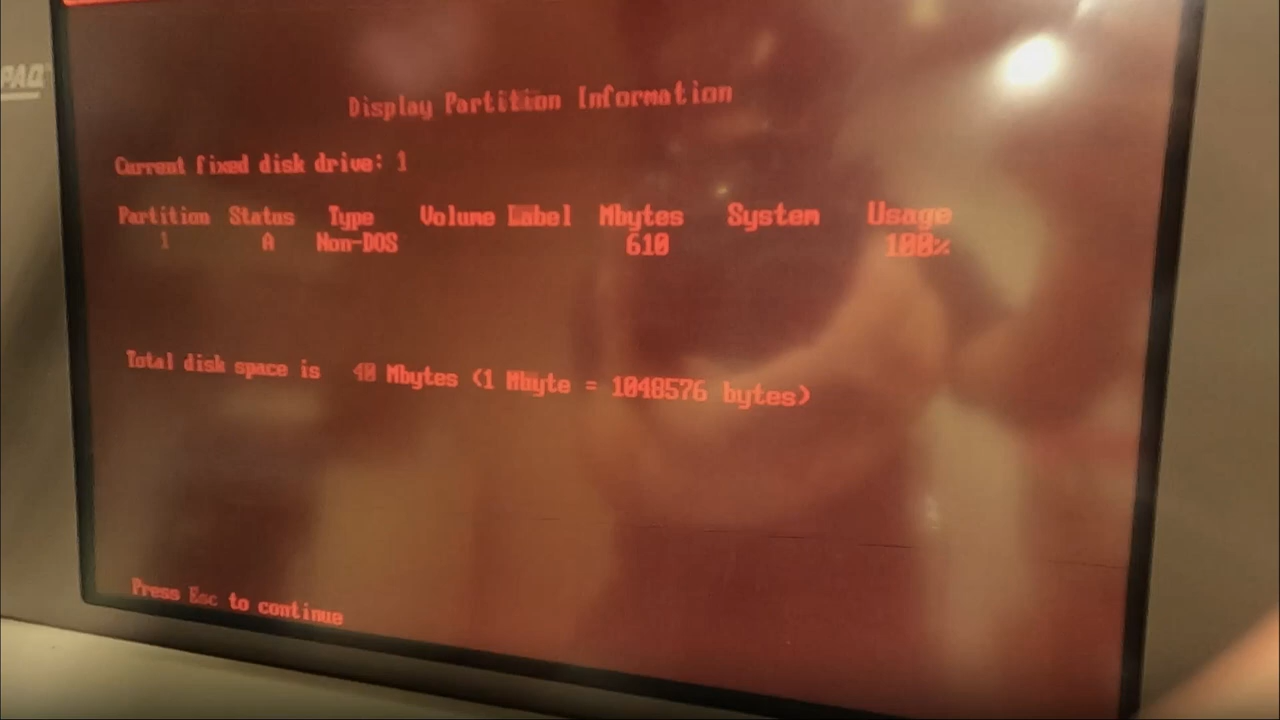 PAQ
Display Partition Information
Current fixed disk drive: 1
Partition Status Type Volume Label Mbytes System Usage
1 A Non-DOS 610 100%
Total disk space is 40 Mbytes (1 Mbyte = 1048576 bytes)
Press Esc to continue